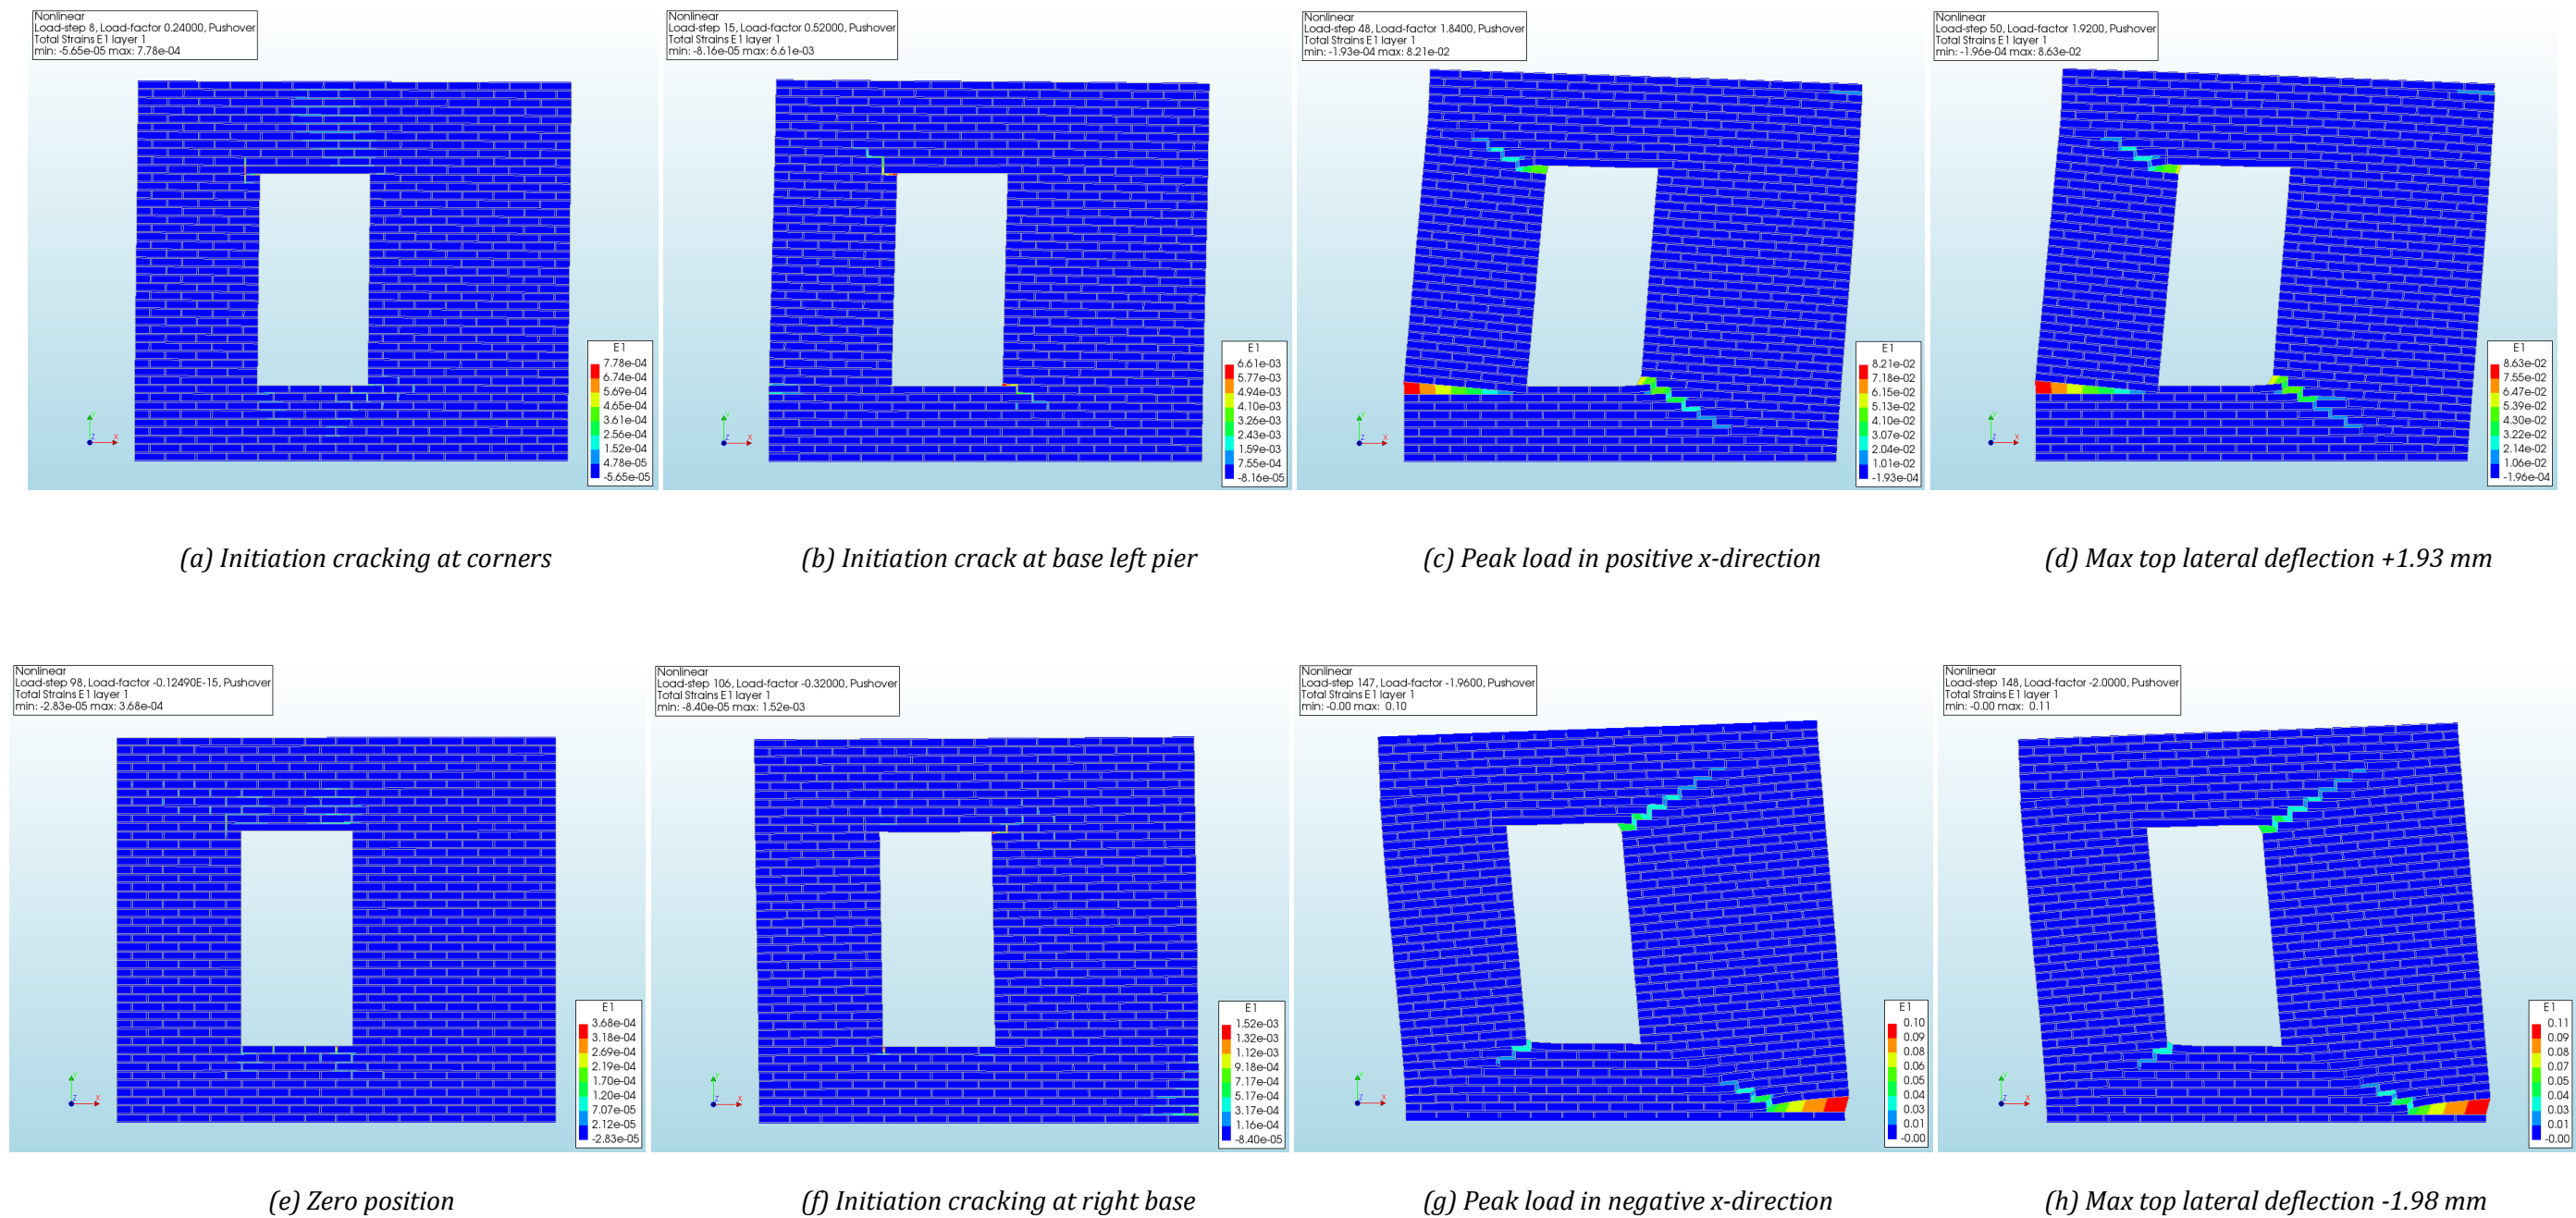 Nonlinear
Load-step 8, Load-factor 0.24000, Pushover
Total Strains E1 layer 1
min: -5.65e-05 max: 7.78e-04
E1
7.78e-04
6.74e-04
5.69e-04
4.65e-04
3.61e-04
2.56e-04
1.52e-04
4.78e-05
-5.65e-05
Y
Z
X
(a) Initiation cracking at corners
Nonlinear
Load-step 15, Load-factor 0.52000, Pushover
Total Strains E1 layer 1
min: -8.16e-05 max: 6.61e-03
E1
6.61e-03
5.77e-03
4.94e-03
4.10e-03
3.26e-03
2.43e-03
1.59e-03
7.55e-04
-8.16e-05
Y
Z
X
(b) Initiation crack at base left pier
Nonlinear
Load-step 48, Load-factor 1.8400, Pushover
Total Strains E1 layer 1
min: -1.93e-04 max: 8.21e-02
E1
8.21e-02
7.18e-02
6.15e-02
5.13e-02
4.10e-02
3.07e-02
2.04e-02
1.01e-02
-1.93e-04
Y
Z
X
(c) Peak load in positive x-direction
Nonlinear
Load-step 50, Load-factor 1.9200, Pushover
Total Strains E1 layer 1
min: -1.96e-04 max: 8.63e-02
E1
8.63e-02
7.55e-02
6.47e-02
5.39e-02
4.30e-02
3.22e-02
2.14e-02
1.06e-02
-1.96e-04
Y
Z
X
(d) Max top lateral deflection +1.93 mm
Nonlinear
Load-step 98, Load-factor -0.12490E-15, Pushover
Total Strains E1 layer 1
min: -2.83e-05 max: 3.68e-04
E1
3.68e-04
3.18e-04
2.69e-04
2.19e-04
1.70e-04
1.20e-04
7.07e-05
2.12e-05
-2.83e-05
Y
Z
X
(e) Zero position
Nonlinear
Load-step 106, Load-factor -0.32000, Pushover
Total Strains E1 layer 1
min: -8.40e-05 max: 1.52e-03
E1
1.52e-03
1.32e-03
1.12e-03
9.18e-04
7.17e-04
5.17e-04
3.17e-04
1.16e-04
-8.40e-05
Y
Z
X
(f) Initiation cracking at right base
Nonlinear
Load-step 147, Load-factor -1.9600, Pushover
Total Strains E1 layer 1
min: -0.00 max: 0.10
E1
0.10
0.09
0.08
0.06
0.05
0.04
0.03
0.01
-0.00
Y
Z
X
(g) Peak load in negative x-direction
Nonlinear
Load-step 148, Load-factor -2.0000, Pushover
Total Strains E1 layer 1
min: -0.00 max: 0.11
E1
0.11
0.09
0.08
0.07
0.05
0.04
0.03
0.01
-0.00
Y
Z
X
(h) Max top lateral deflection -1.98 mm